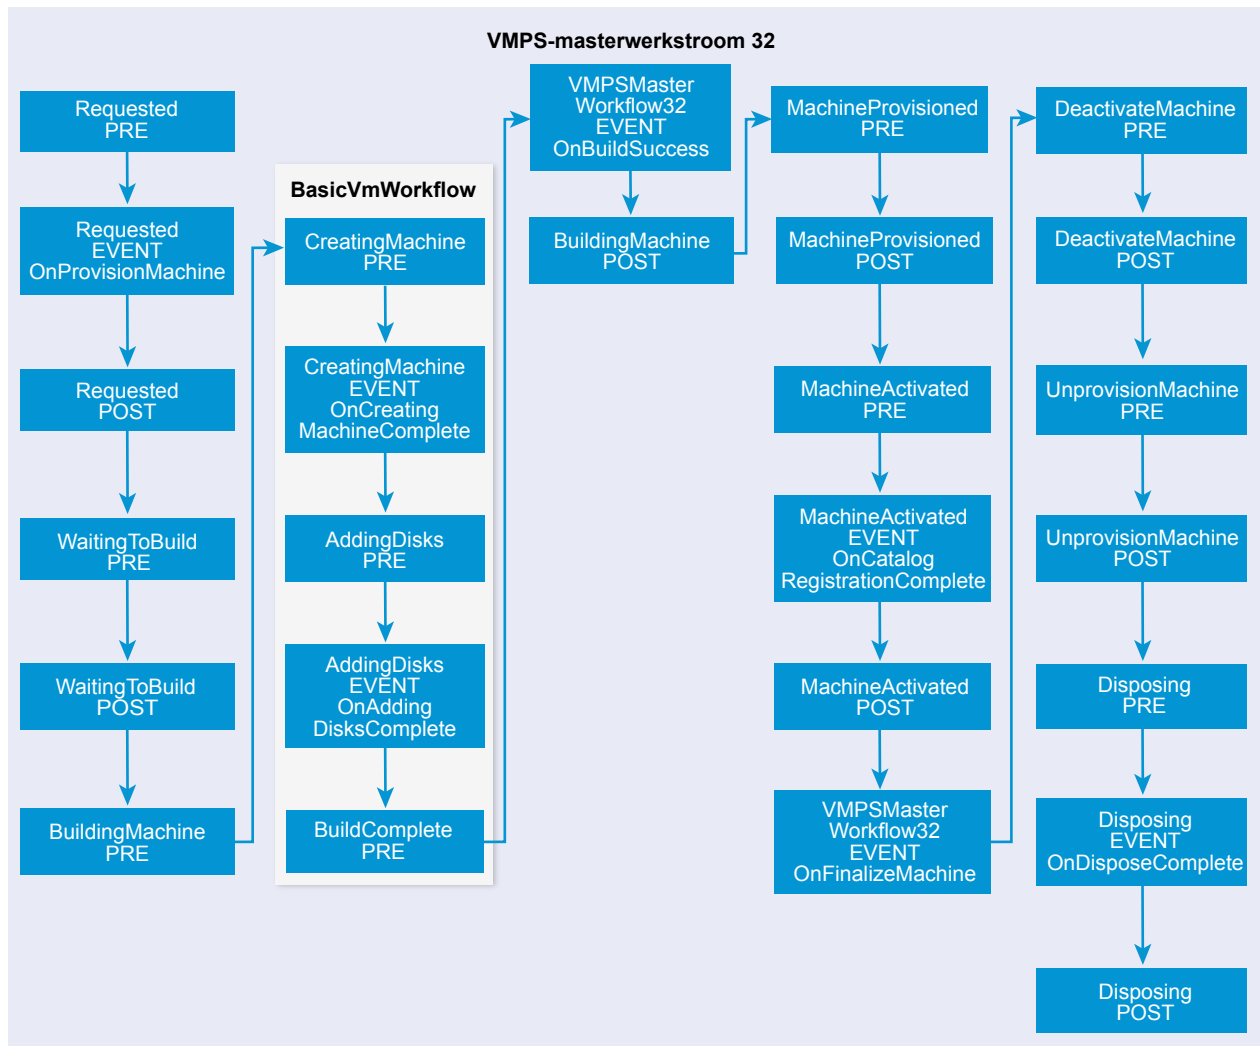 VMPS-masterwerkstroom 32
Requested
PRE
Requested
EVENT
OnProvisionMachine
Requested
POST
WaitingToBuild
PRE
WaitingToBuild
POST
BuildingMachine
PRE
BasicVmWorkflow
CreatingMachine
PRE
CreatingMachine
EVENT
OnCreating
MachineComplete
AddingDisks
PRE
AddingDisks
EVENT
OnAdding
DisksComplete
BuildComplete
PRE
VMPSMaster
Workflow32
EVENT
OnBuildSuccess
BuildingMachine
POST
MachineProvisioned
PRE
MachineProvisioned
POST
MachineActivated
PRE
MachineActivated
EVENT
OnCatalog
RegistrationComplete
MachineActivated
POST
VMPSMaster
Workflow32
EVENT
OnFinalizeMachine
DeactivateMachine
PRE
DeactivateMachine
POST
UnprovisionMachine
PRE
UnprovisionMachine
POST
Disposing
PRE
Disposing
EVENT
OnDisposeComplete
Disposing
POST